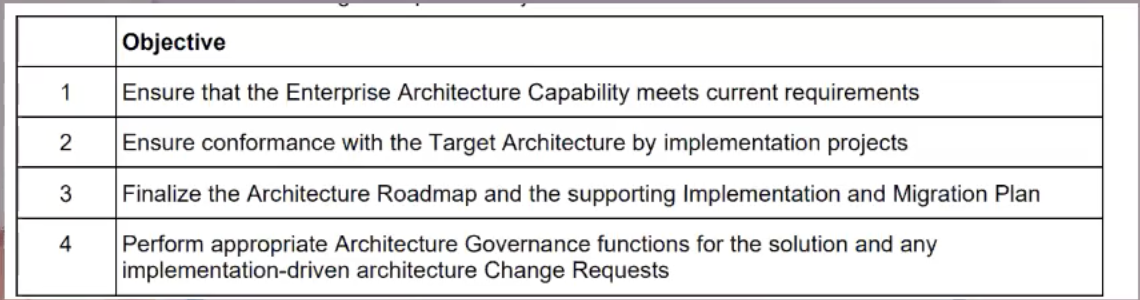 Objective
1 Ensure that the Enterprise Architecture Capability meets current requirements
2 Ensure conformance with the Target Architecture by implementation projects
3 Finalize the Architecture Roadmap and the supporting Implementation and Migration Plan
4 Perform appropriate Architecture Governance functions for the solution and any
implementation-driven architecture Change Requests